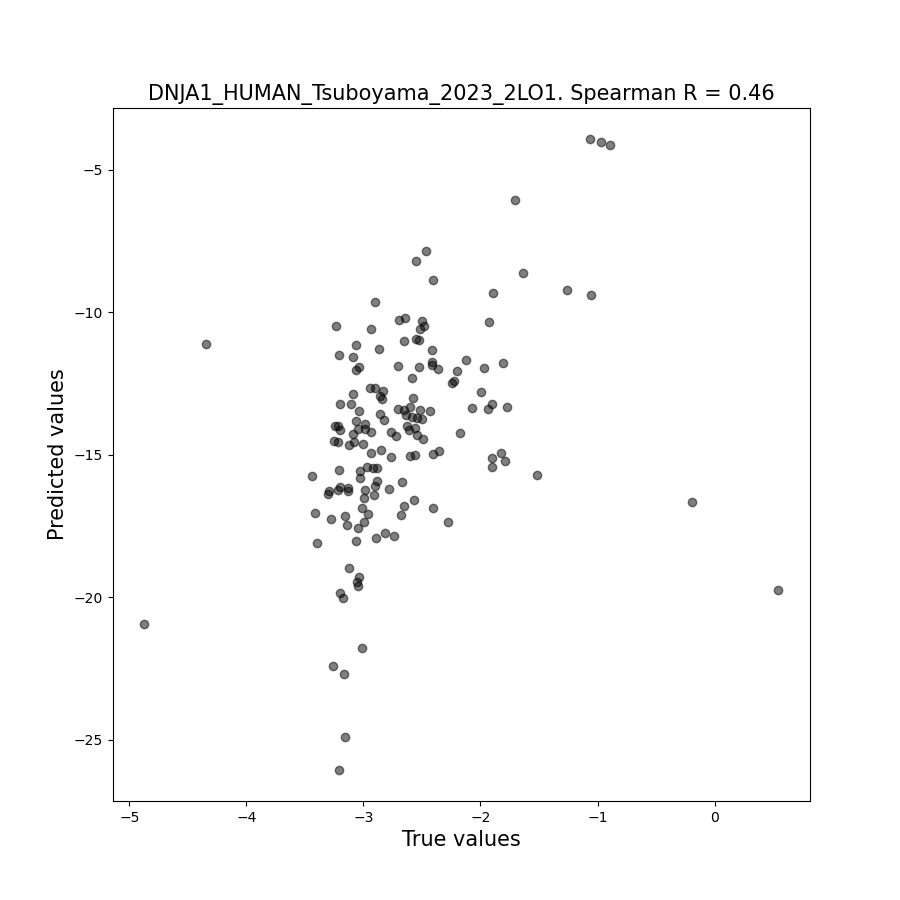 DNJA1_HUMAN_Tsuboyama_2023_2LO1. Spearman R = 0.46
−5
−10
−15
−20
−25
Predicted values
−5 −4 −3 −2 −1 0
True values